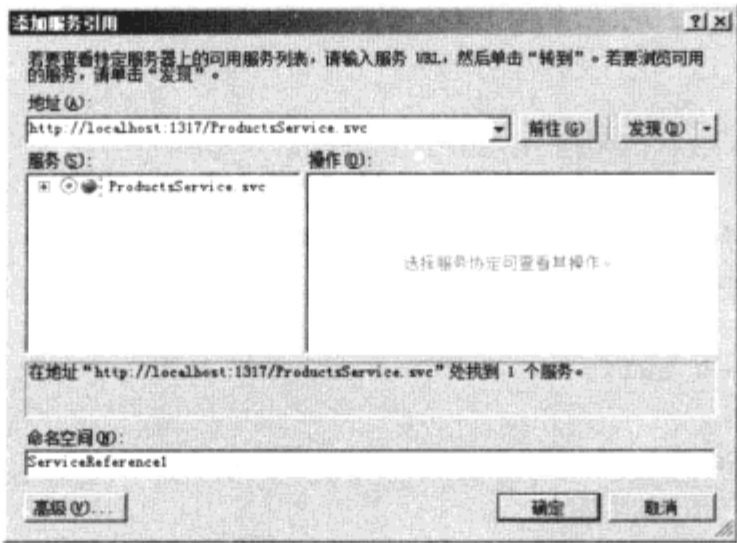 添加服务引用
若要查看特定服务器上的可用服务列表，请输入服务 URL，然后单击“转到”。若要浏览可用
的服务，请单击“发现”。
地址(A):
http://localhost:1317/ProductsService.svc
前往(G)
发现(D)
服务(S):
操作(O):
ProductsService.svc
选择服务协定可查看其操作。
在地址“http://localhost:1317/ProductsService.svc”处找到 1 个服务。
命名空间(N):
ServiceReference1
高级(V)...
确定
取消